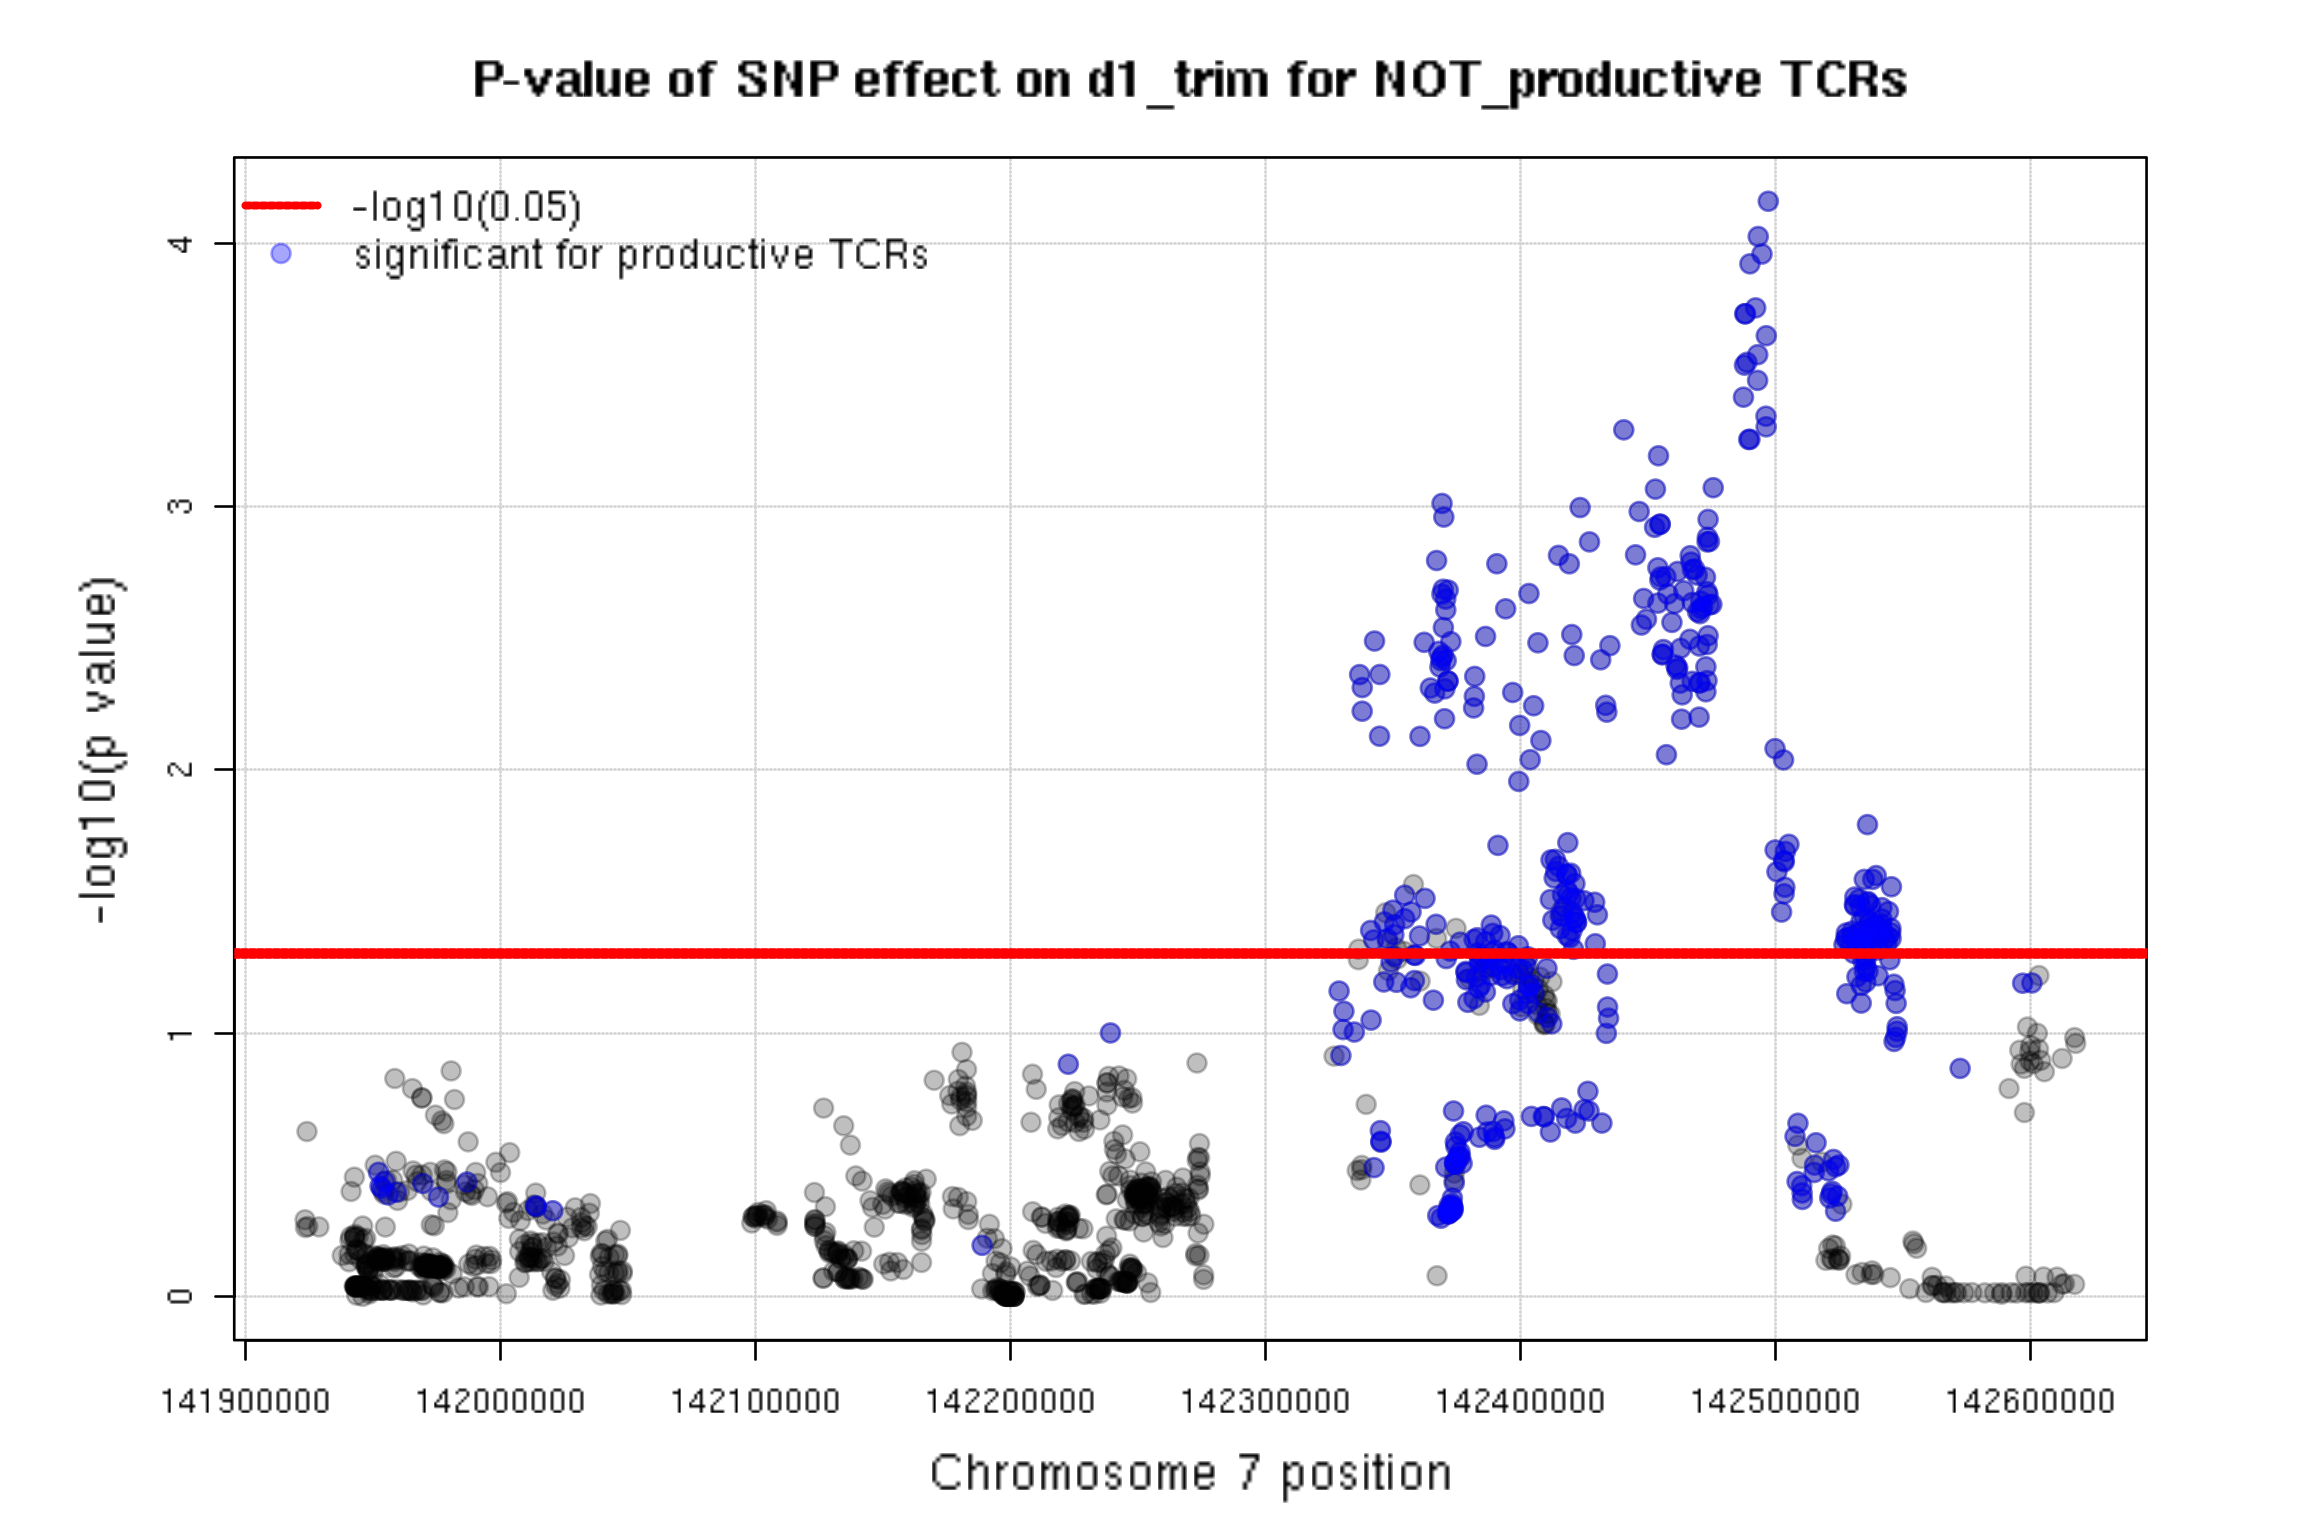 P-value of SNP effect on d1_trim for NOT_productive TCRs
-log10(0.05)
significant for productive TCRs
4
3
2
1
0
-log10(p value)
141900000 142000000 142100000 142200000 142300000 142400000 142500000 142600000
Chromosome 7 position